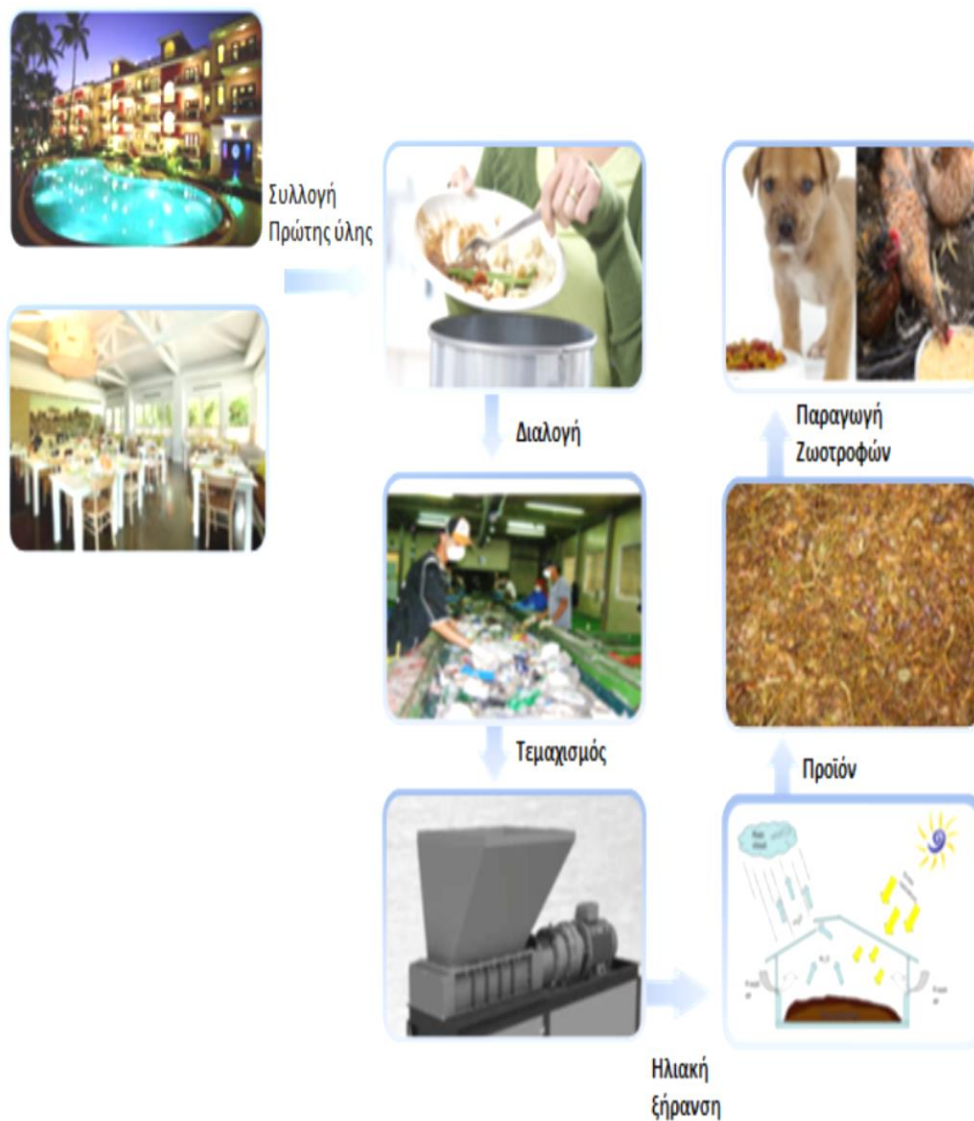 Συλλογή
Πρώτης ύλης
Διαλογή
Τεμαχισμός
Ηλιακή
ξήρανση
Προϊόν
Παραγωγή
Ζωοτροφών